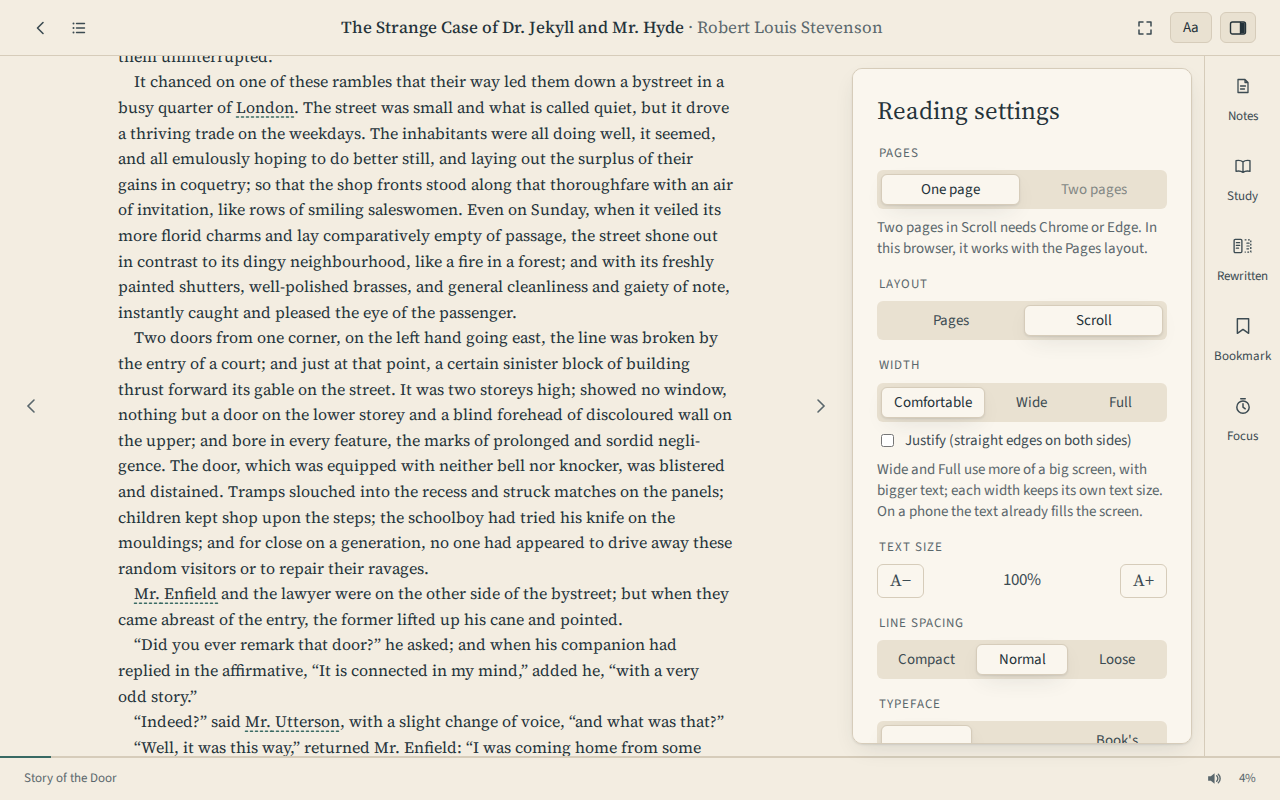 The Strange Case of Dr. Jekyll and Mr. Hyde · Robert Louis Stevenson
Aa
them uninterrupted.
It chanced on one of these rambles that their way led them down a bystreet in a
busy quarter of London. The street was small and what is called quiet, but it drove
a thriving trade on the weekdays. The inhabitants were all doing well, it seemed,
and all emulously hoping to do better still, and laying out the surplus of their
gains in coquetry; so that the shop fronts stood along that thoroughfare with an air
of invitation, like rows of smiling saleswomen. Even on Sunday, when it veiled its
more florid charms and lay comparatively empty of passage, the street shone out
in contrast to its dingy neighbourhood, like a fire in a forest; and with its freshly
painted shutters, well-polished brasses, and general cleanliness and gaiety of note,
instantly caught and pleased the eye of the passenger.
Two doors from one corner, on the left hand going east, the line was broken by
the entry of a court; and just at that point, a certain sinister block of building
thrust forward its gable on the street. It was two storeys high; showed no window,
nothing but a door on the lower storey and a blind forehead of discoloured wall on
the upper; and bore in every feature, the marks of prolonged and sordid negli-
gence. The door, which was equipped with neither bell nor knocker, was blistered
and distained. Tramps slouched into the recess and struck matches on the panels;
children kept shop upon the steps; the schoolboy had tried his knife on the
mouldings; and for close on a generation, no one had appeared to drive away these
random visitors or to repair their ravages.
Mr. Enfield and the lawyer were on the other side of the bystreet; but when they
came abreast of the entry, the former lifted up his cane and pointed.
“Did you ever remark that door?” he asked; and when his companion had
replied in the affirmative, “It is connected in my mind,” added he, “with a very
odd story.”
“Indeed?” said Mr. Utterson, with a slight change of voice, “and what was that?”
“Well, it was this way,” returned Mr. Enfield: “I was coming home from some
Reading settings
PAGES
One page Two pages
Two pages in Scroll needs Chrome or Edge. In
this browser, it works with the Pages layout.
LAYOUT
Pages Scroll
WIDTH
Comfortable Wide Full
Justify (straight edges on both sides)
Wide and Full use more of a big screen, with
bigger text; each width keeps its own text size.
On a phone the text already fills the screen.
TEXT SIZE
A− 100% A+
LINE SPACING
Compact Normal Loose
TYPEFACE
Book's
Notes
Study
Rewritten
Bookmark
Focus
Story of the Door
4%